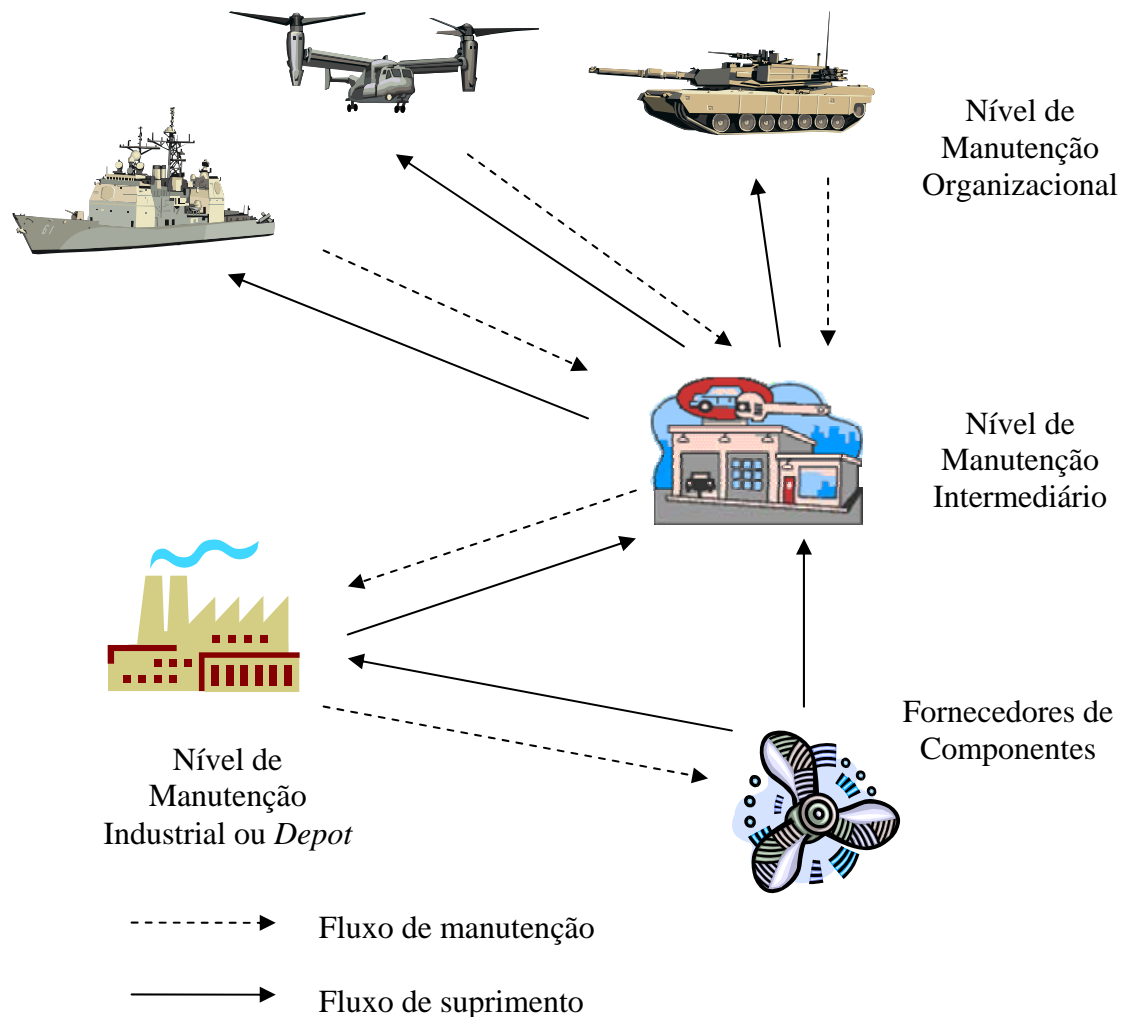 Nível de
Manutenção
Organizacional
61
Nível de
Manutenção
Intermediário
Fornecedores de
Componentes
Nível de
Manutenção
Industrial ou Depot
Fluxo de manutenção
Fluxo de suprimento